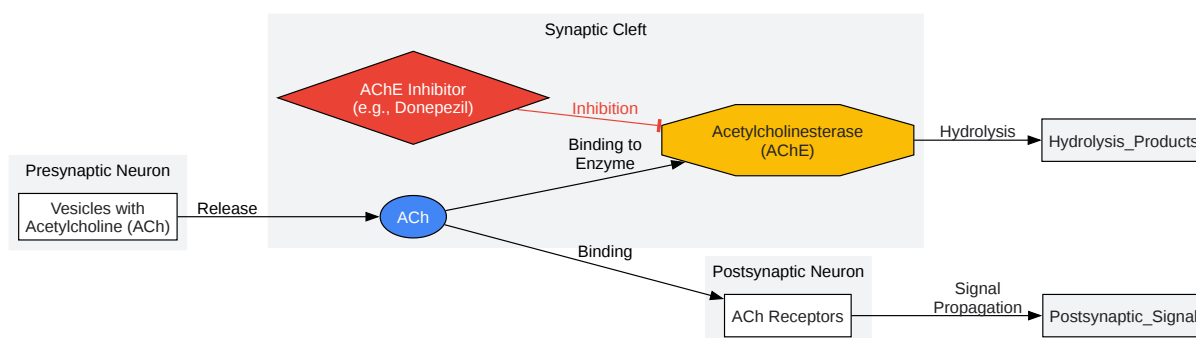 Synaptic Cleft
AChE Inhibitor
(e.g., Donepezil)
Inhibition
Acetylcholinesterase
(AChE)
Hydrolysis
Hydrolysis_Products
Binding to
Enzyme
Presynaptic Neuron
Vesicles with
Acetylcholine (ACh)
Release
ACh
Binding
Postsynaptic Neuron
ACh Receptors
Signal
Propagation
Postsynaptic_Signal